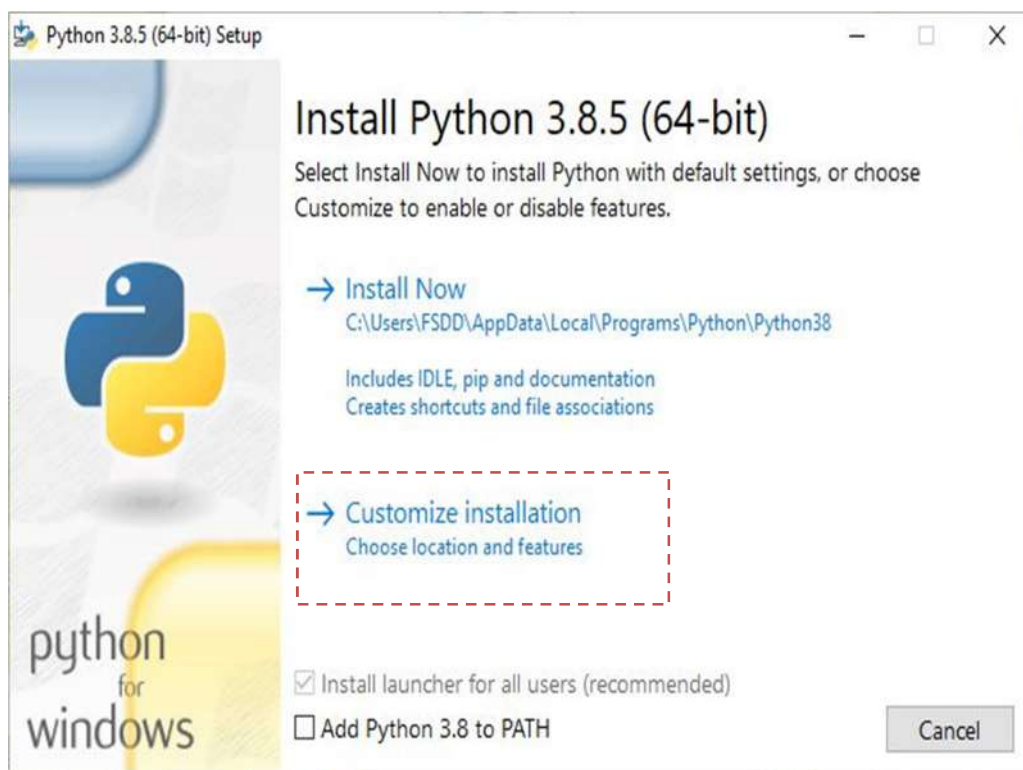 Python 3.8.5 (64-bit) Setup
Install Python 3.8.5 (64-bit)
Select Install Now to install Python with default settings, or choose
Customize to enable or disable features.
→ Install Now
C:\Users\FSDD\AppData\Local\Programs\Python\Python38
Includes IDLE, pip and documentation
Creates shortcuts and file associations
→ Customize installation
Choose location and features
python
for
windows
Install launcher for all users (recommended)
Add Python 3.8 to PATH
Cancel